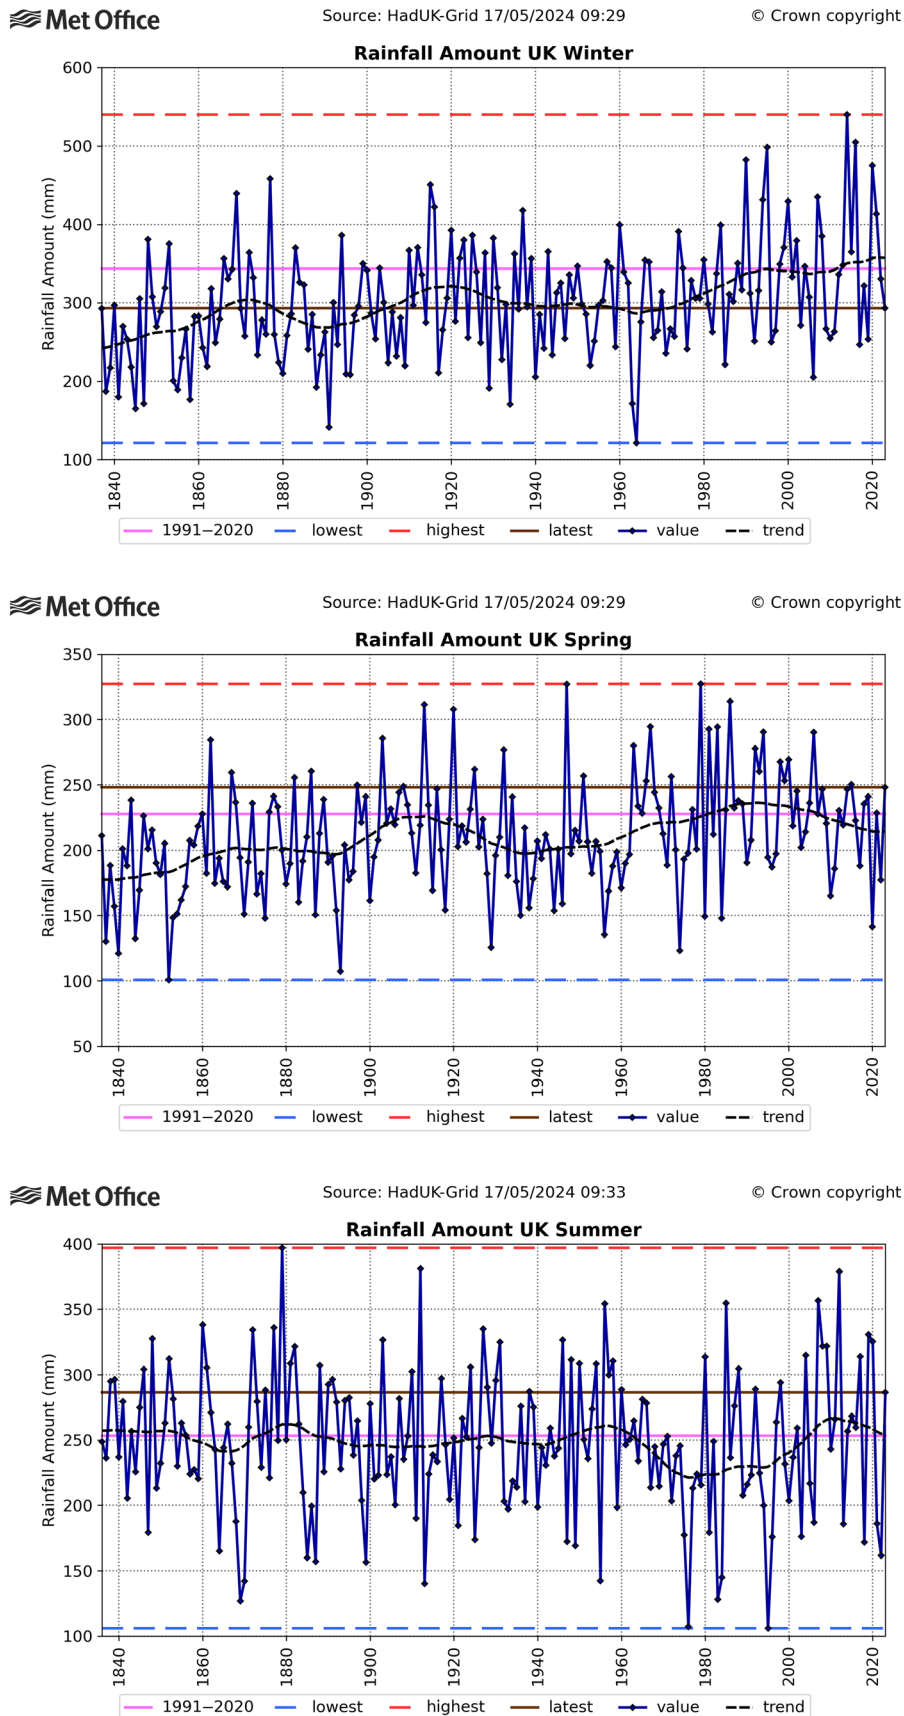 Met Office Source: HadUK-Grid 17/05/2024 09:29 © Crown copyright
Rainfall Amount UK Winter
Rainfall Amount (mm)
600
500
400
300
200
100
1840 1860 1880 1900 1920 1940 1960 1980 2000 2020
1991−2020 lowest highest latest value trend
Met Office Source: HadUK-Grid 17/05/2024 09:29 © Crown copyright
Rainfall Amount UK Spring
Rainfall Amount (mm)
350
300
250
200
150
100
50
1840 1860 1880 1900 1920 1940 1960 1980 2000 2020
1991−2020 lowest highest latest value trend
Met Office Source: HadUK-Grid 17/05/2024 09:33 © Crown copyright
Rainfall Amount UK Summer
Rainfall Amount (mm)
400
350
300
250
200
150
100
1840 1860 1880 1900 1920 1940 1960 1980 2000 2020
1991−2020 lowest highest latest value trend